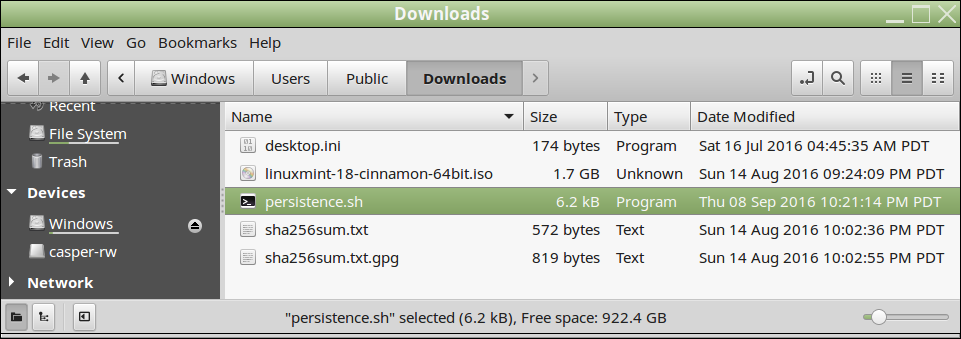 Downloads
File Edit View Go Bookmarks Help
Windows Users Public Downloads
Recent
File System
Trash
Devices
Windows
casper-rw
Network
Name Size Type Date Modified
desktop.ini 174 bytes Program Sat 16 Jul 2016 04:45:35 AM PDT
linuxmint-18-cinnamon-64bit.iso 1.7 GB Unknown Sun 14 Aug 2016 09:24:09 PM PDT
persistence.sh 6.2 kB Program Thu 08 Sep 2016 10:21:14 PM PDT
sha256sum.txt 572 bytes Text Sun 14 Aug 2016 10:02:36 PM PDT
sha256sum.txt.gpg 819 bytes Text Sun 14 Aug 2016 10:02:55 PM PDT
"persistence.sh" selected (6.2 kB), Free space: 922.4 GB